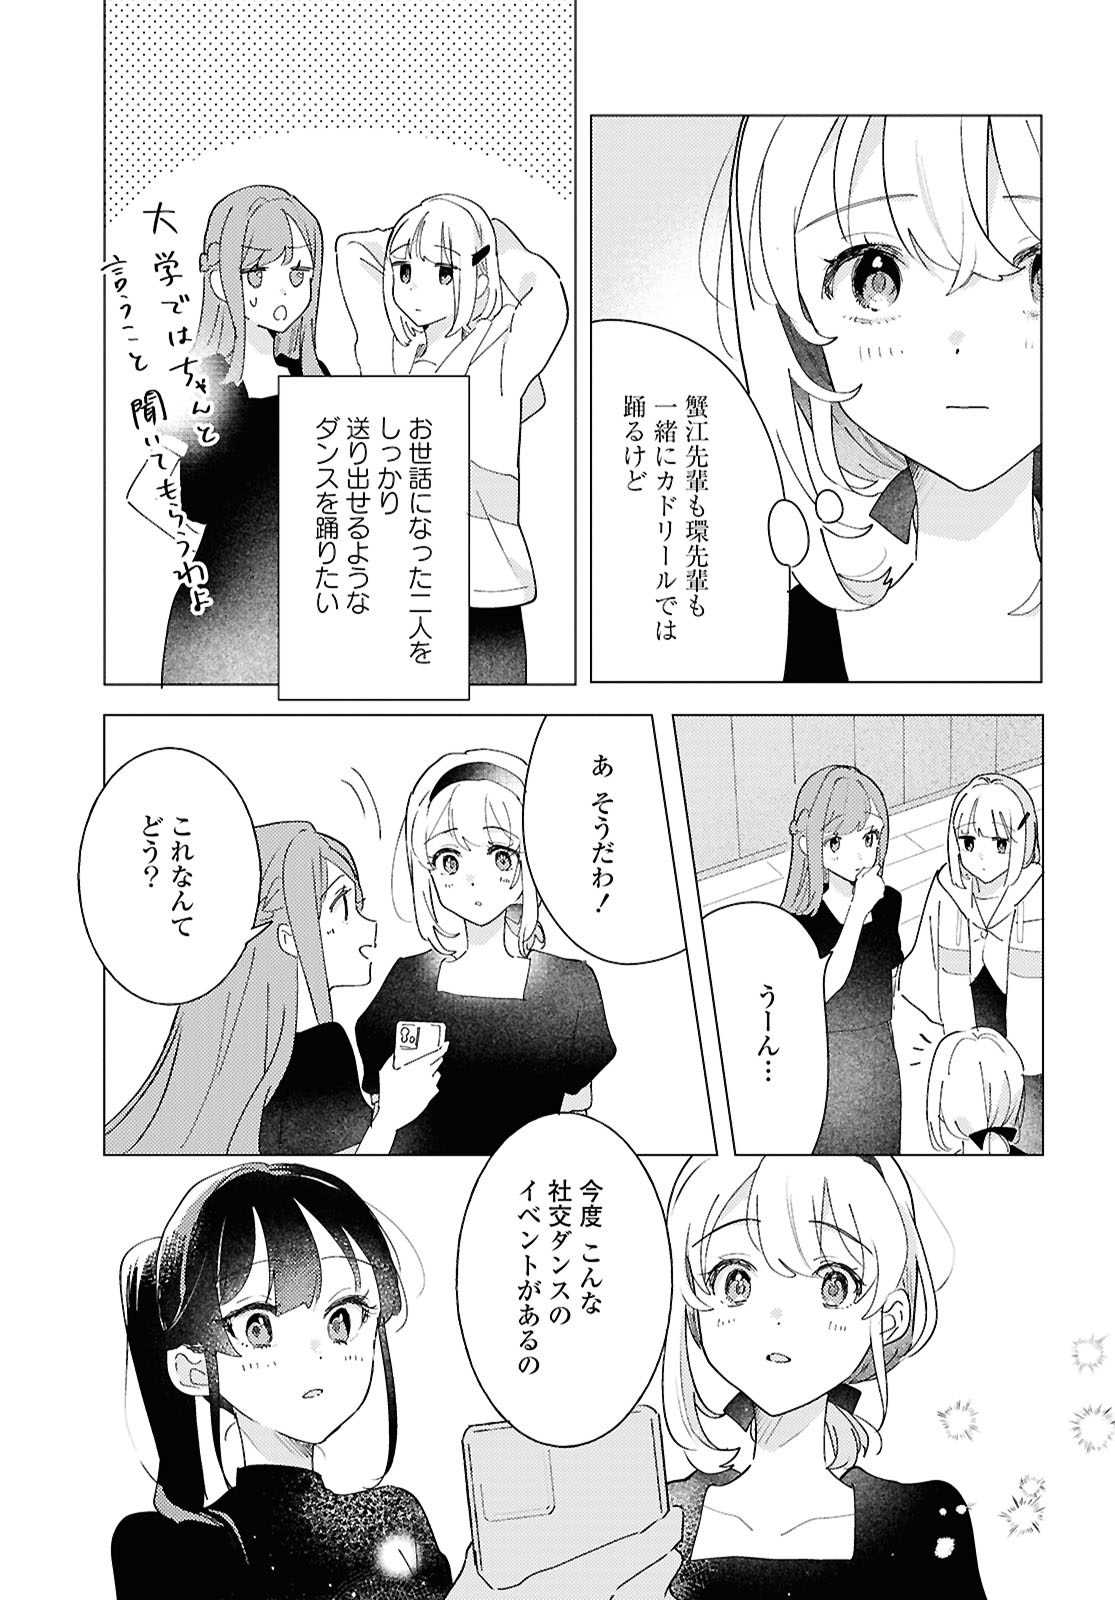 蟹江先輩も環先輩も
一緒にカドリールでは
踊るけど
お世話になった二人を
しっかり
送り出せるような
ダンスを踊りたい
大学ではちゃんと
言うこと聞いてもらうわよ
うーん…
あ そうだわ!
これなんて
どう?
今度 こんな
社交ダンスの
イベントがあるの